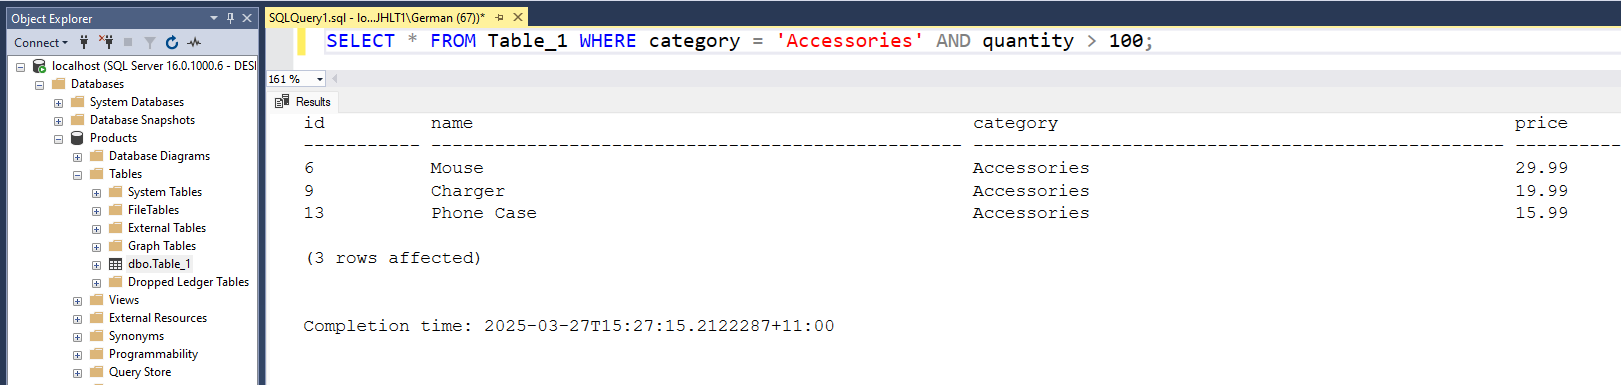 Object Explorer
Connect
localhost (SQL Server 16.0.1000.6 - DESI
Databases
System Databases
Database Snapshots
Products
Database Diagrams
Tables
System Tables
FileTables
External Tables
Graph Tables
dbo.Table_1
Dropped Ledger Tables
Views
External Resources
Synonyms
Programmability
Query Store
SQLQuery1.sql - lo...JHLT1\German (67))*
SELECT * FROM Table_1 WHERE category = 'Accessories' AND quantity > 100;
161 %
Results
id name category price
----------- -------------------------------------------------- -------------------------------------------------- ----------
6 Mouse Accessories 29.99
9 Charger Accessories 19.99
13 Phone Case Accessories 15.99
(3 rows affected)
Completion time: 2025-03-27T15:27:15.2122287+11:00